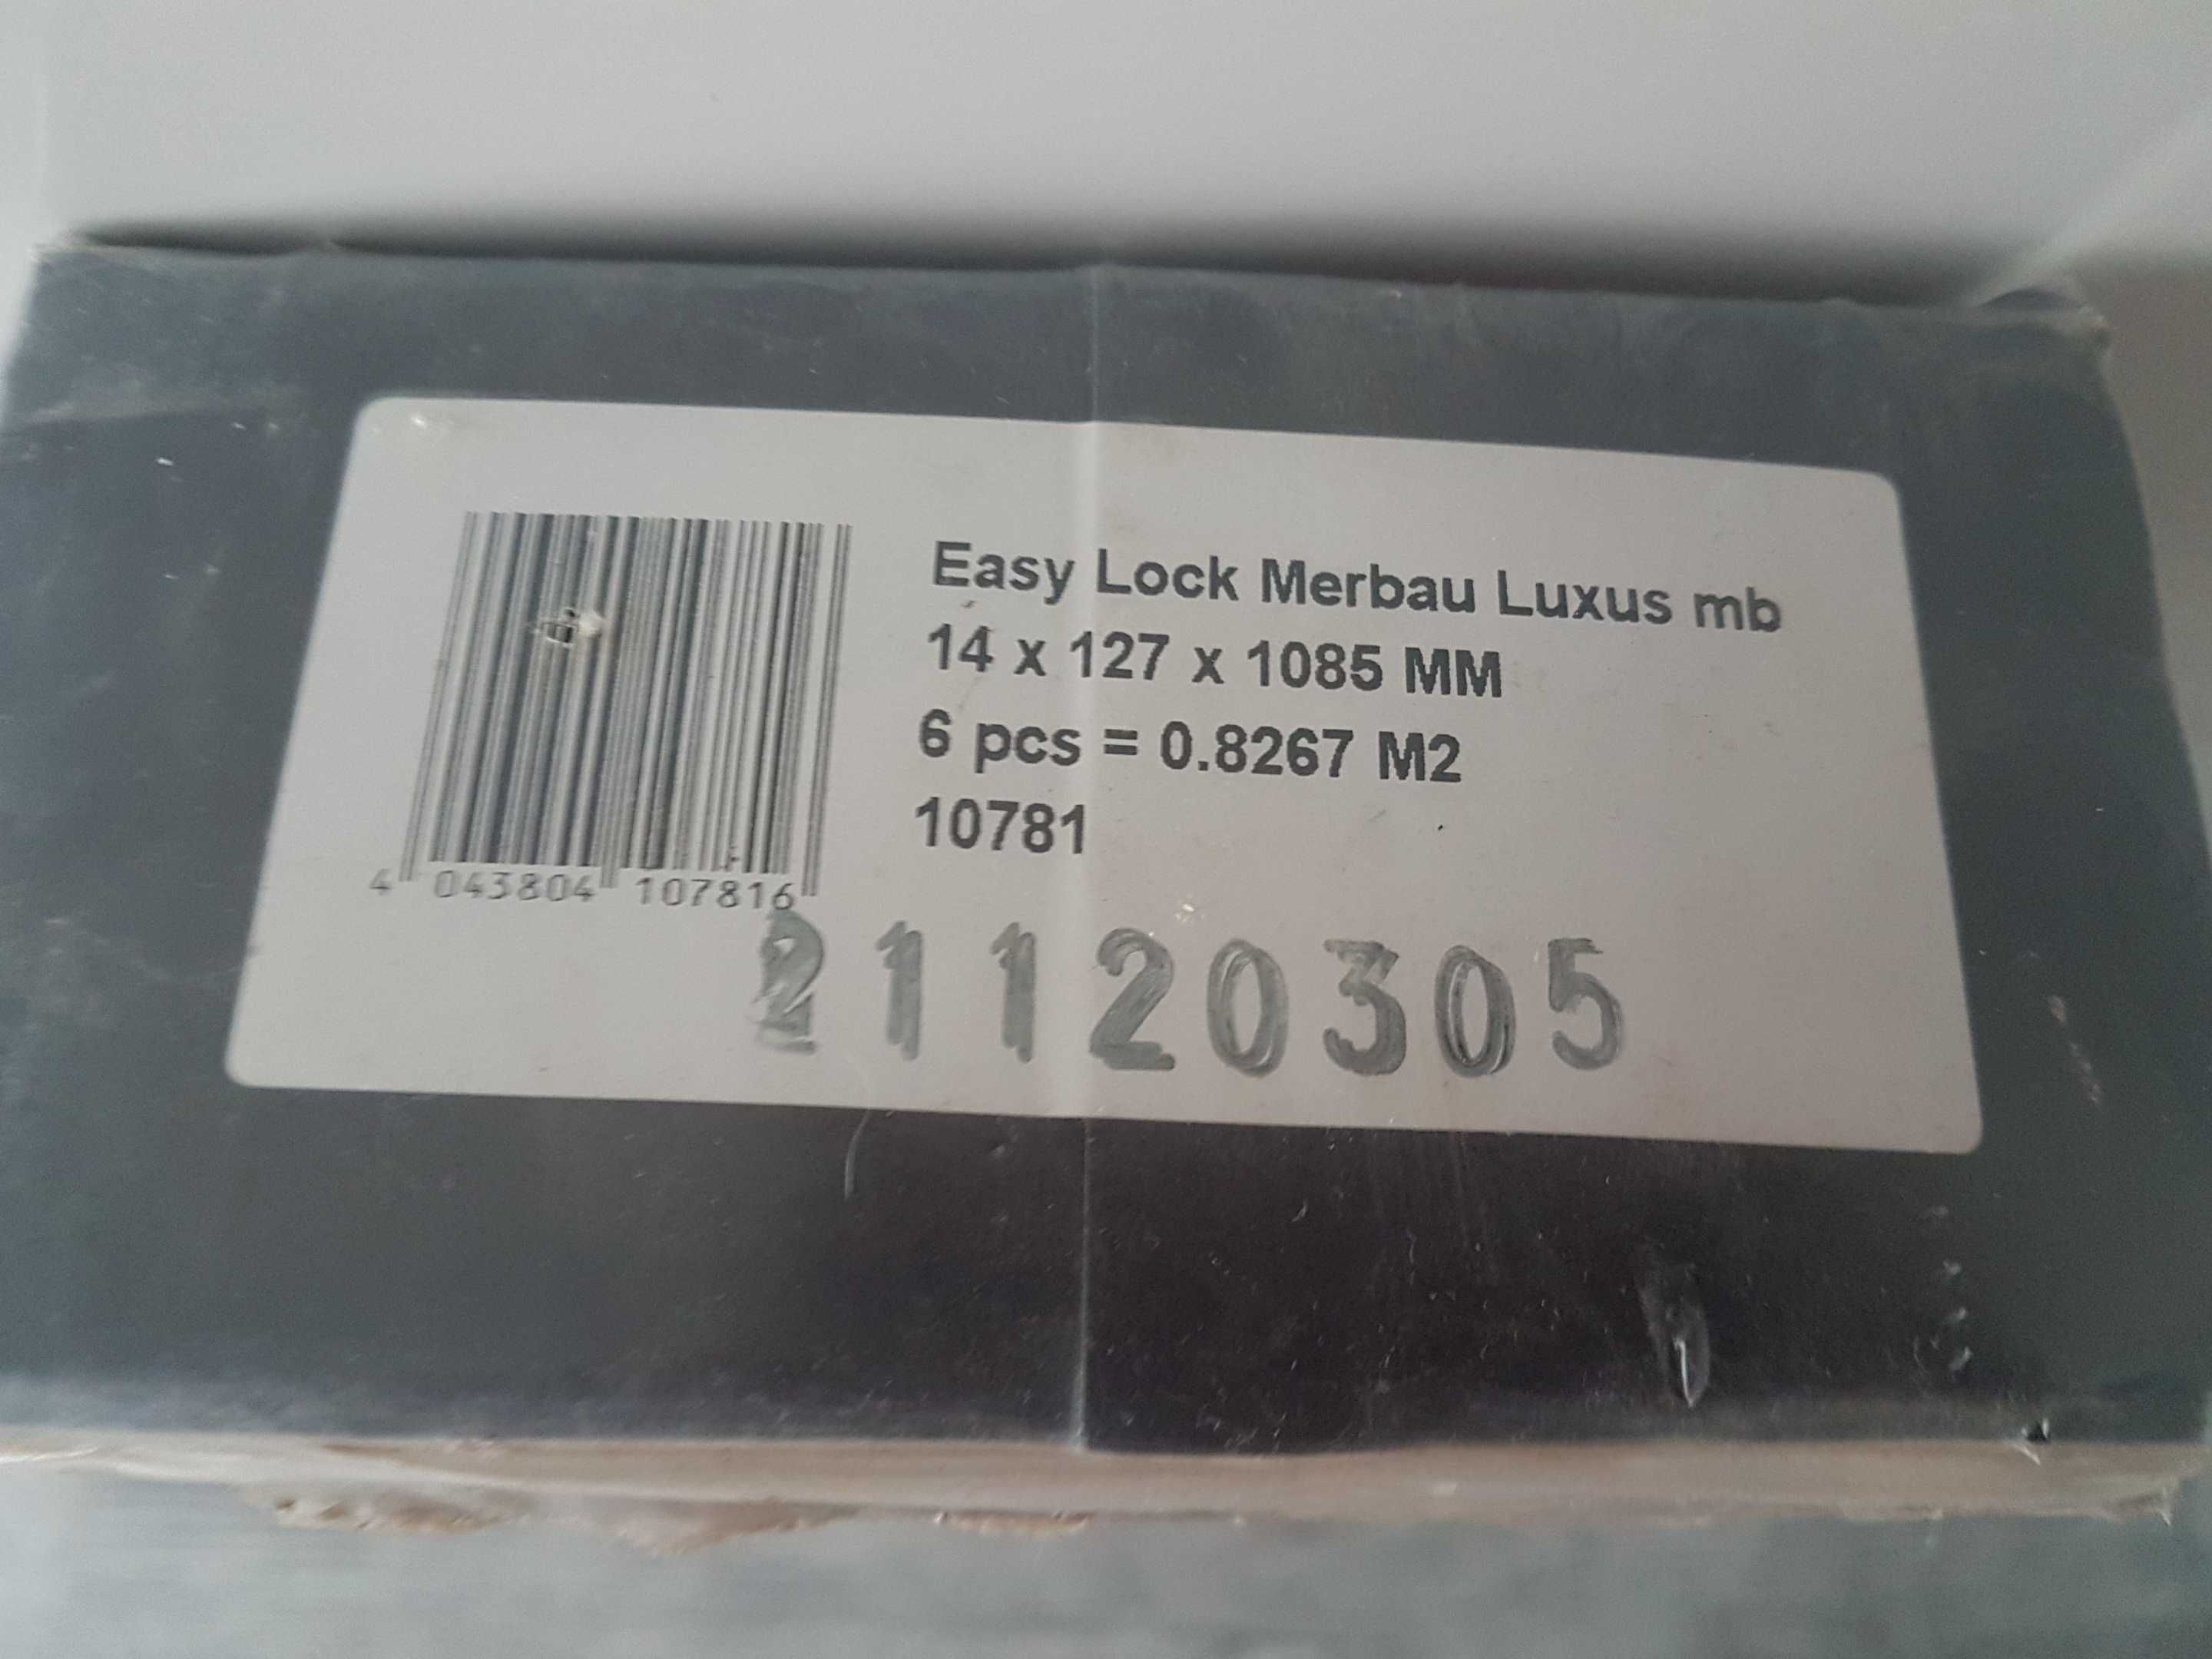 Easy Lock Merbau Luxus mb
14 x 127 x 1085 MM
6 pcs = 0.8267 M2
10781
4 043804 107816
21120305